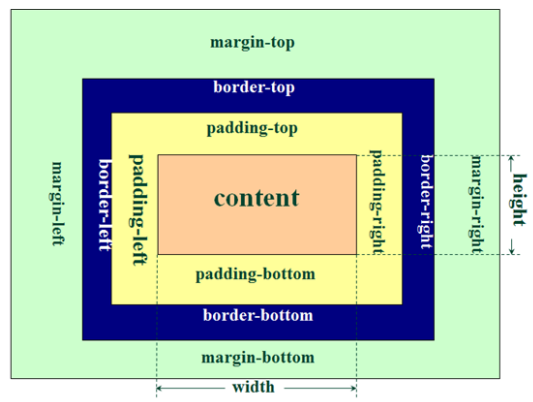 margin-top
border-top
padding-top
margin-left
border-left
padding-left
content
padding-right
border-right
margin-right
height
padding-bottom
border-bottom
margin-bottom
width